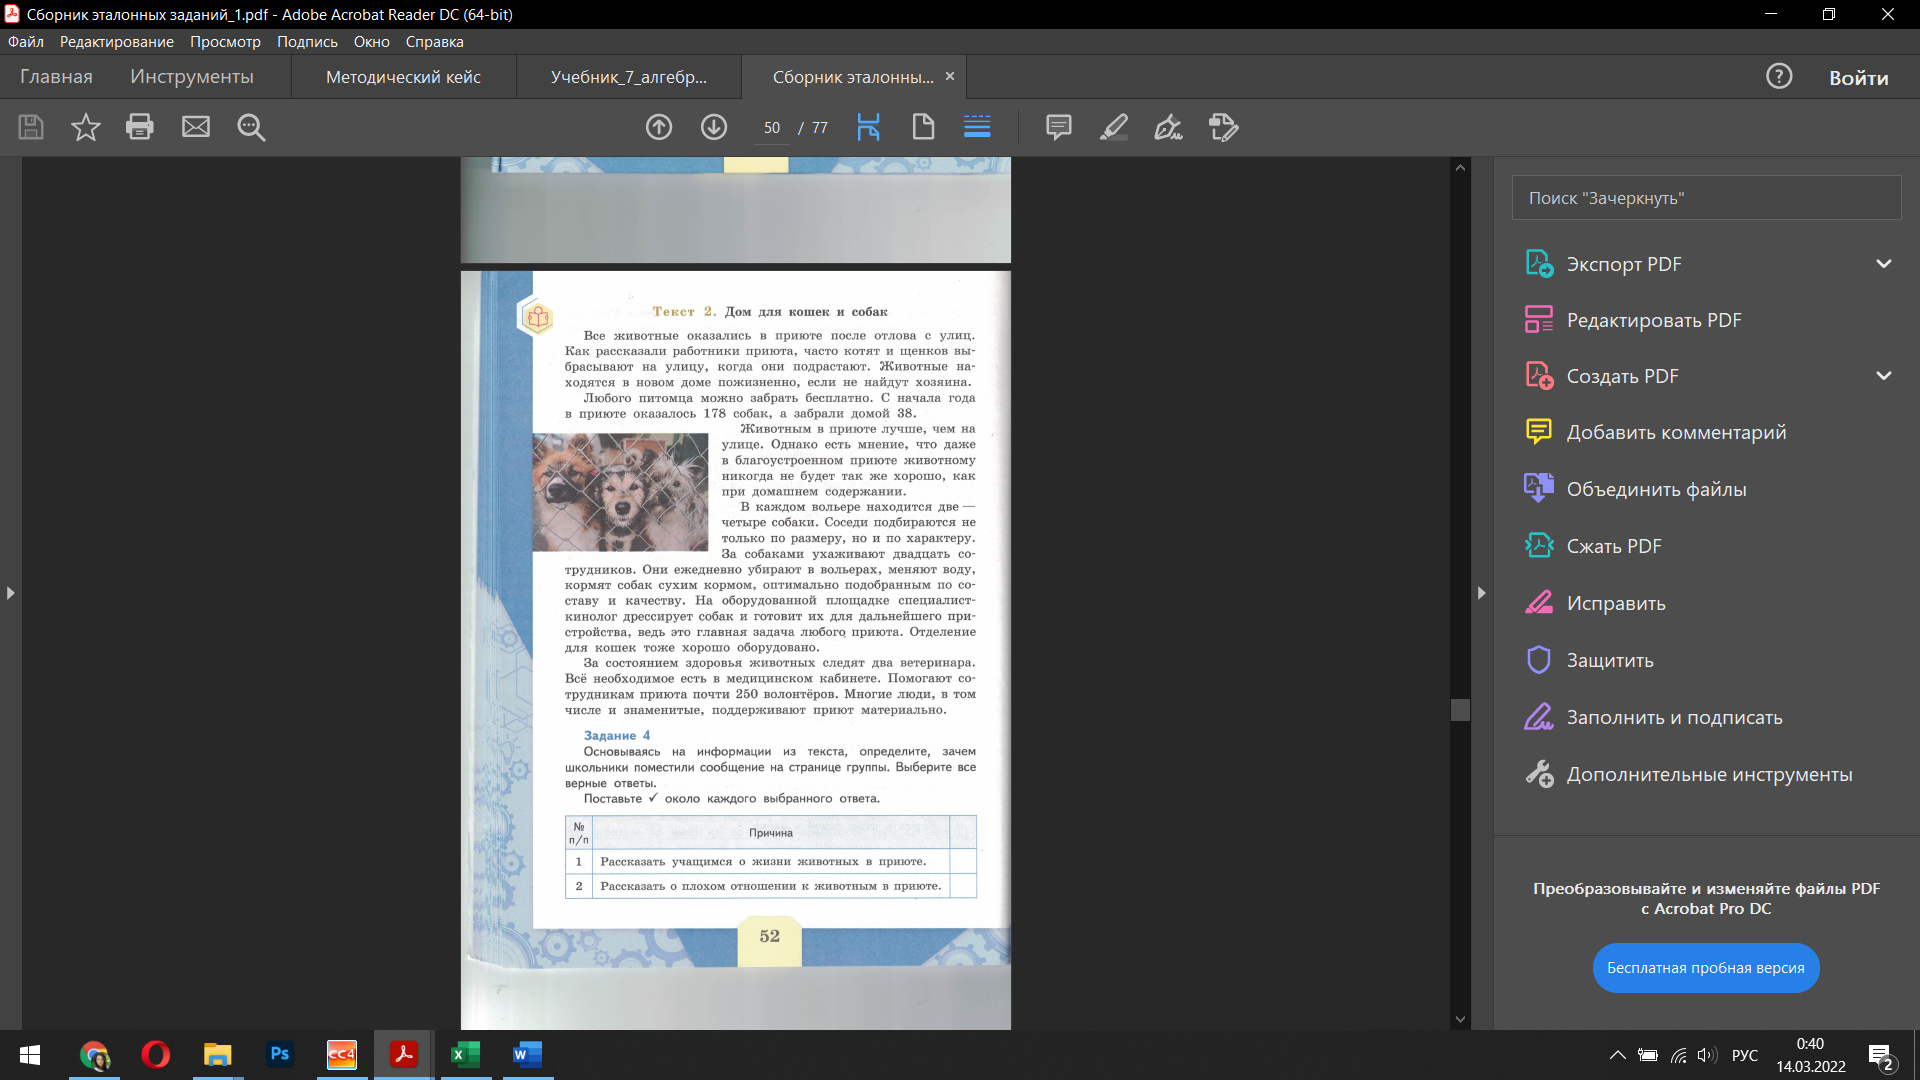 Сборник эталонных заданий_1.pdf - Adobe Acrobat Reader DC (64-bit)
Файл Редактирование Просмотр Подпись Окно Справка
Главная Инструменты Методический кейс Учебник_7_алгебр... Сборник эталонны... × ? Войти
50 / 77
Текст 2. Дом для кошек и собак
Все животные оказались в приюте после отлова с улиц.
Как рассказали работники приюта, часто котят и щенков вы-
брасывают на улицу, когда они подрастают. Животные на-
ходятся в новом доме пожизненно, если не найдут хозяина.
Любого питомца можно забрать бесплатно. С начала года
в приюте оказалось 178 собак, а забрали домой 38.
Животным в приюте лучше, чем на
улице. Однако есть мнение, что даже
в благоустроенном приюте животному
никогда не будет так же хорошо, как
при домашнем содержании.
В каждом вольере находится две —
четыре собаки. Соседи подбираются не
только по размеру, но и по характеру.
За собаками ухаживают двадцать со-
трудников. Они ежедневно убирают в вольерах, меняют воду,
кормят собак сухим кормом, оптимально подобранным по со-
ставу и качеству. На оборудованной площадке специалист-
кинолог дрессирует собак и готовит их для дальнейшего при-
стройства, ведь это главная задача любого приюта. Отделение
для кошек тоже хорошо оборудовано.
За состоянием здоровья животных следят два ветеринара.
Всё необходимое есть в медицинском кабинете. Помогают со-
трудникам приюта почти 250 волонтёров. Многие люди, в том
числе и знаменитые, поддерживают приют материально.
Задание 4
Основываясь на информации из текста, определите, зачем
школьники поместили сообщение на странице группы. Выберите все
верные ответы.
Поставьте ✓ около каждого выбранного ответа.
№ п/п Причина
1 Рассказать учащимся о жизни животных в приюте.
2 Рассказать о плохом отношении к животным в приюте.
52
Поиск "Зачеркнуть"
Экспорт PDF
Редактировать PDF
Создать PDF
Добавить комментарий
Объединить файлы
Сжать PDF
Исправить
Защитить
Заполнить и подписать
Дополнительные инструменты
Преобразовывайте и изменяйте файлы PDF
с Acrobat Pro DC
Бесплатная пробная версия
Ps CC4 X W РУС 0:40
14.03.2022 2